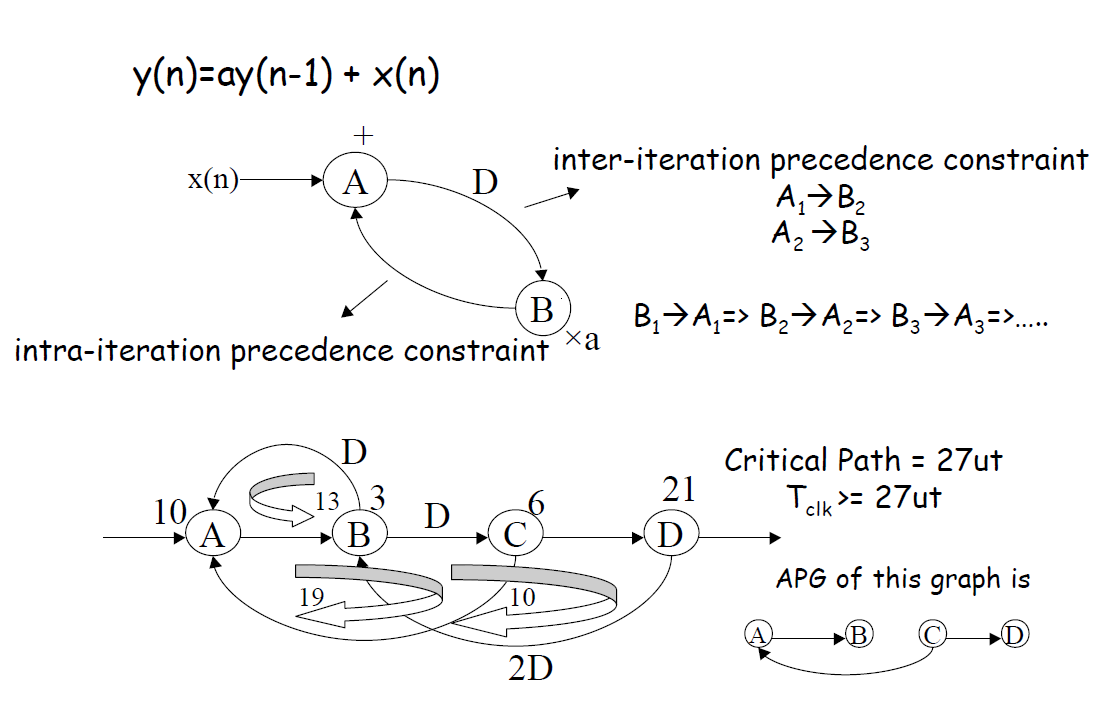 y(n)=ay(n-1) + x(n)
+
x(n)
A
D
inter-iteration precedence constraint
A₁→B₂
A₂→B₃
B
×a
B₁→A₁=> B₂→A₂=> B₃→A₃=>.....
intra-iteration precedence constraint
D
Critical Path = 27ut
T_clk >= 27ut
10
13
3
D
6
21
A
B
C
D
19
10
2D
APG of this graph is
A
B
C
D